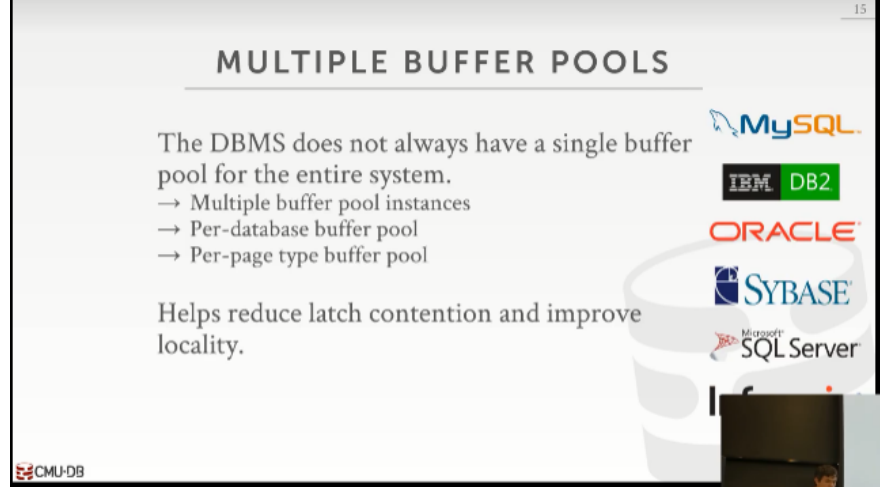 15
MULTIPLE BUFFER POOLS
The DBMS does not always have a single buffer
pool for the entire system.
→ Multiple buffer pool instances
→ Per-database buffer pool
→ Per-page type buffer pool
Helps reduce latch contention and improve
locality.
MySQL
IBM DB2
ORACLE
SYBASE
Microsoft
SQL Server
CMU·DB